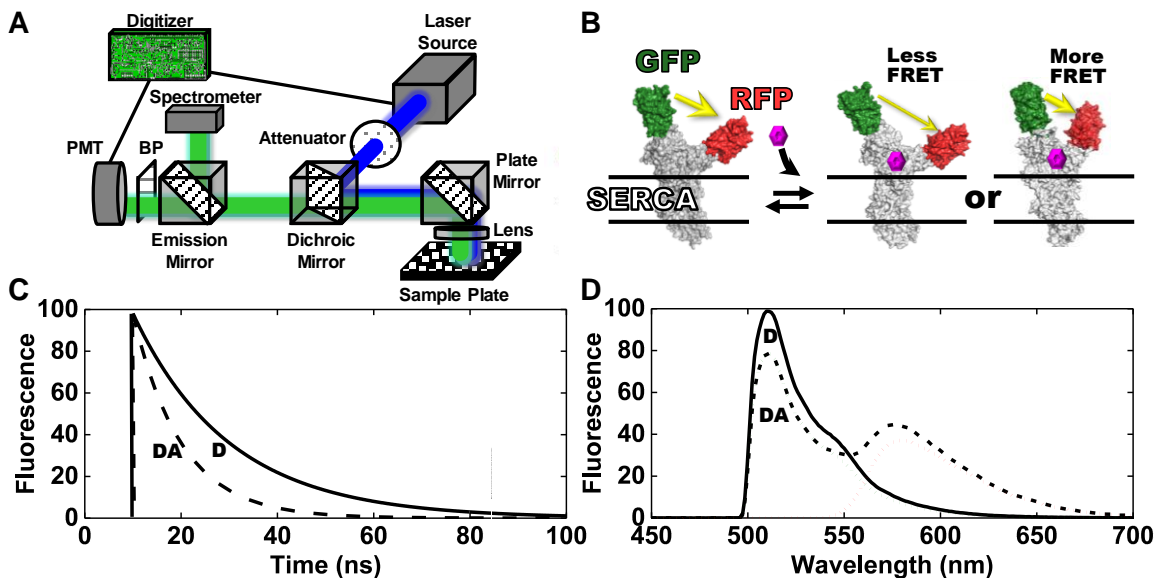 A
Digitizer
Laser
Source
Spectrometer
Attenuator
PMT
BP
Plate
Mirror
Lens
Emission
Mirror
Dichroic
Mirror
Sample Plate
B
GFP
RFP
SERCA
Less
FRET
or
More
FRET
C
Fluorescence
100
80
60
40
20
0
DA
D
0
20
40
60
80
100
Time (ns)
D
Fluorescence
100
80
60
40
20
0
D
DA
450
500
550
600
650
700
Wavelength (nm)